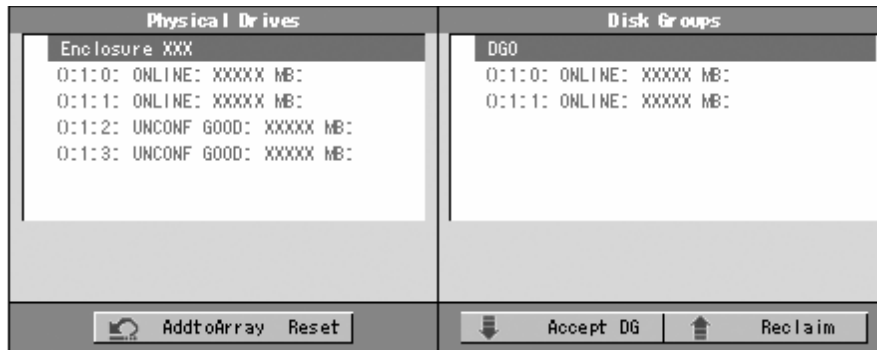 Physical Drives
Enclosure XXX
0:1:0: ONLINE: XXXXX MB:
0:1:1: ONLINE: XXXXX MB:
0:1:2: UNCONF GOOD: XXXXX MB:
0:1:3: UNCONF GOOD: XXXXX MB:
AddtoArray Reset
Disk Groups
DG0
0:1:0: ONLINE: XXXXX MB:
0:1:1: ONLINE: XXXXX MB:
Accept DG
Reclaim